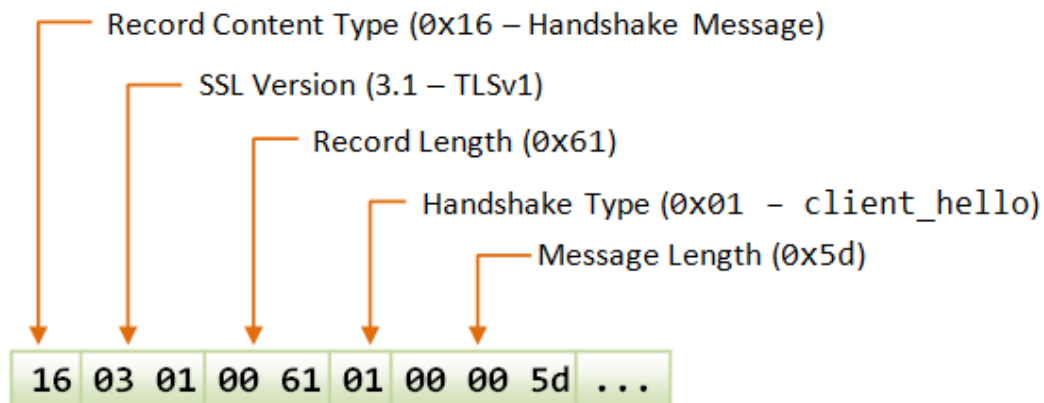 Record Content Type (0x16 – Handshake Message)
SSL Version (3.1 – TLSv1)
Record Length (0x61)
Handshake Type (0x01 – client_hello)
Message Length (0x5d)
16 03 01 00 61 01 00 00 5d ...